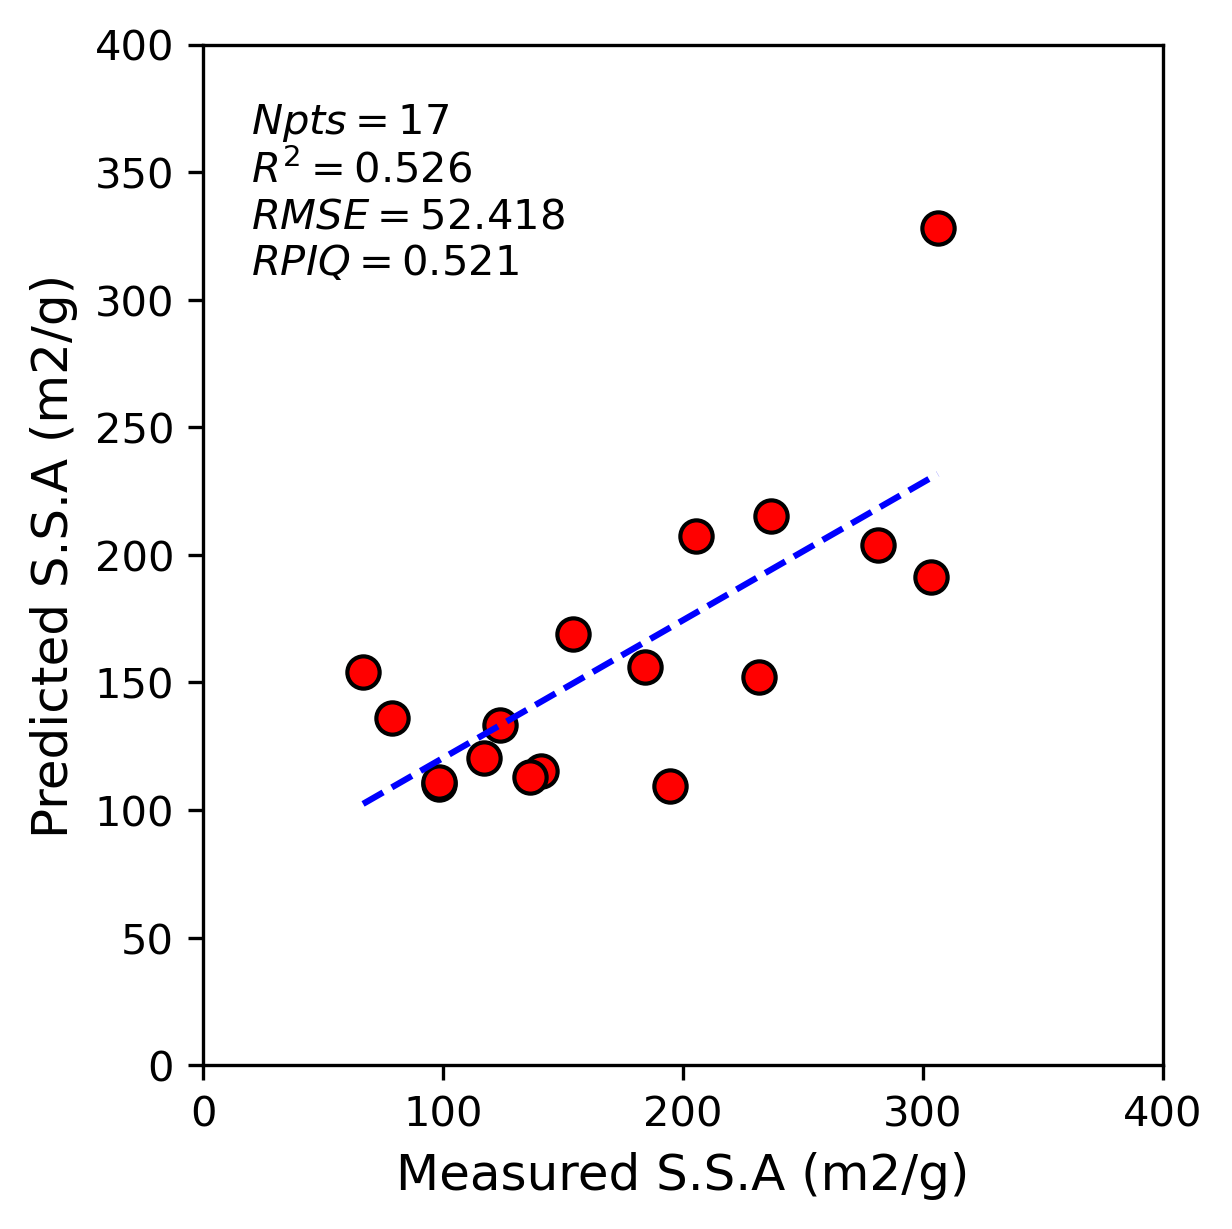 Npts = 17
R² = 0.526
RMSE = 52.418
RPIQ = 0.521
400
350
300
250
200
150
100
50
0
Predicted S.S.A (m2/g)
0 100 200 300 400
Measured S.S.A (m2/g)